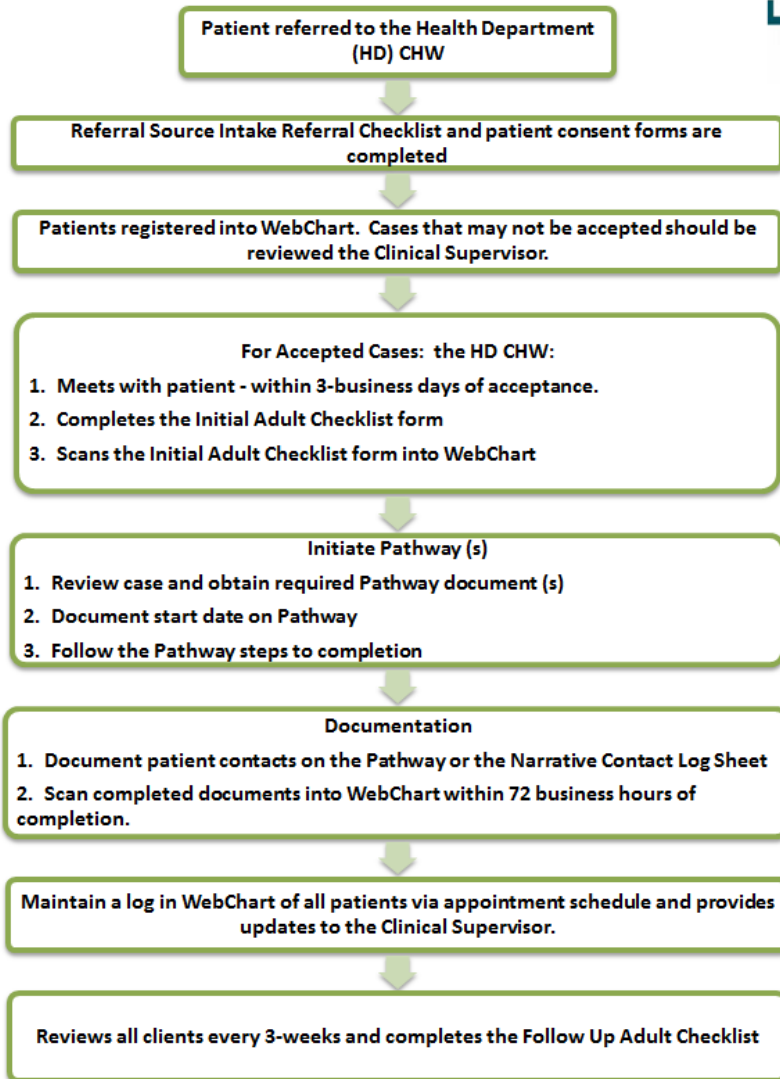 Patient referred to the Health Department
(HD) CHW
Referral Source Intake Referral Checklist and patient consent forms are
completed
Patients registered into WebChart.  Cases that may not be accepted should be
reviewed the Clinical Supervisor.
For Accepted Cases:  the HD CHW:
1.  Meets with patient - within 3-business days of acceptance.
2.  Completes the Initial Adult Checklist form
3.  Scans the Initial Adult Checklist form into WebChart
Initiate Pathway (s)
1.  Review case and obtain required Pathway document (s)
2.  Document start date on Pathway
3.  Follow the Pathway steps to completion
Documentation
1.  Document patient contacts on the Pathway or the Narrative Contact Log Sheet
2.  Scan completed documents into WebChart within 72 business hours of
completion.
Maintain a log in WebChart of all patients via appointment schedule and provides
updates to the Clinical Supervisor.
Reviews all clients every 3-weeks and completes the Follow Up Adult Checklist